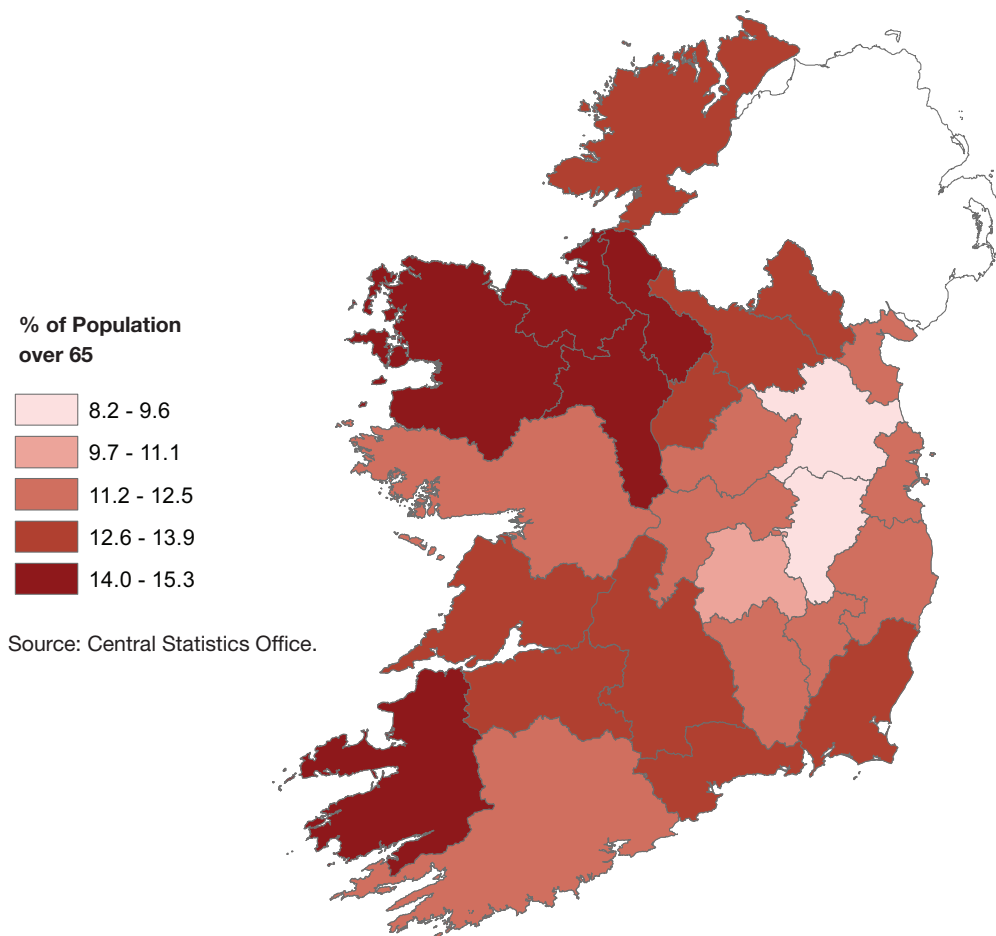 % of Population
over 65
8.2 - 9.6
9.7 - 11.1
11.2 - 12.5
12.6 - 13.9
14.0 - 15.3
Source: Central Statistics Office.